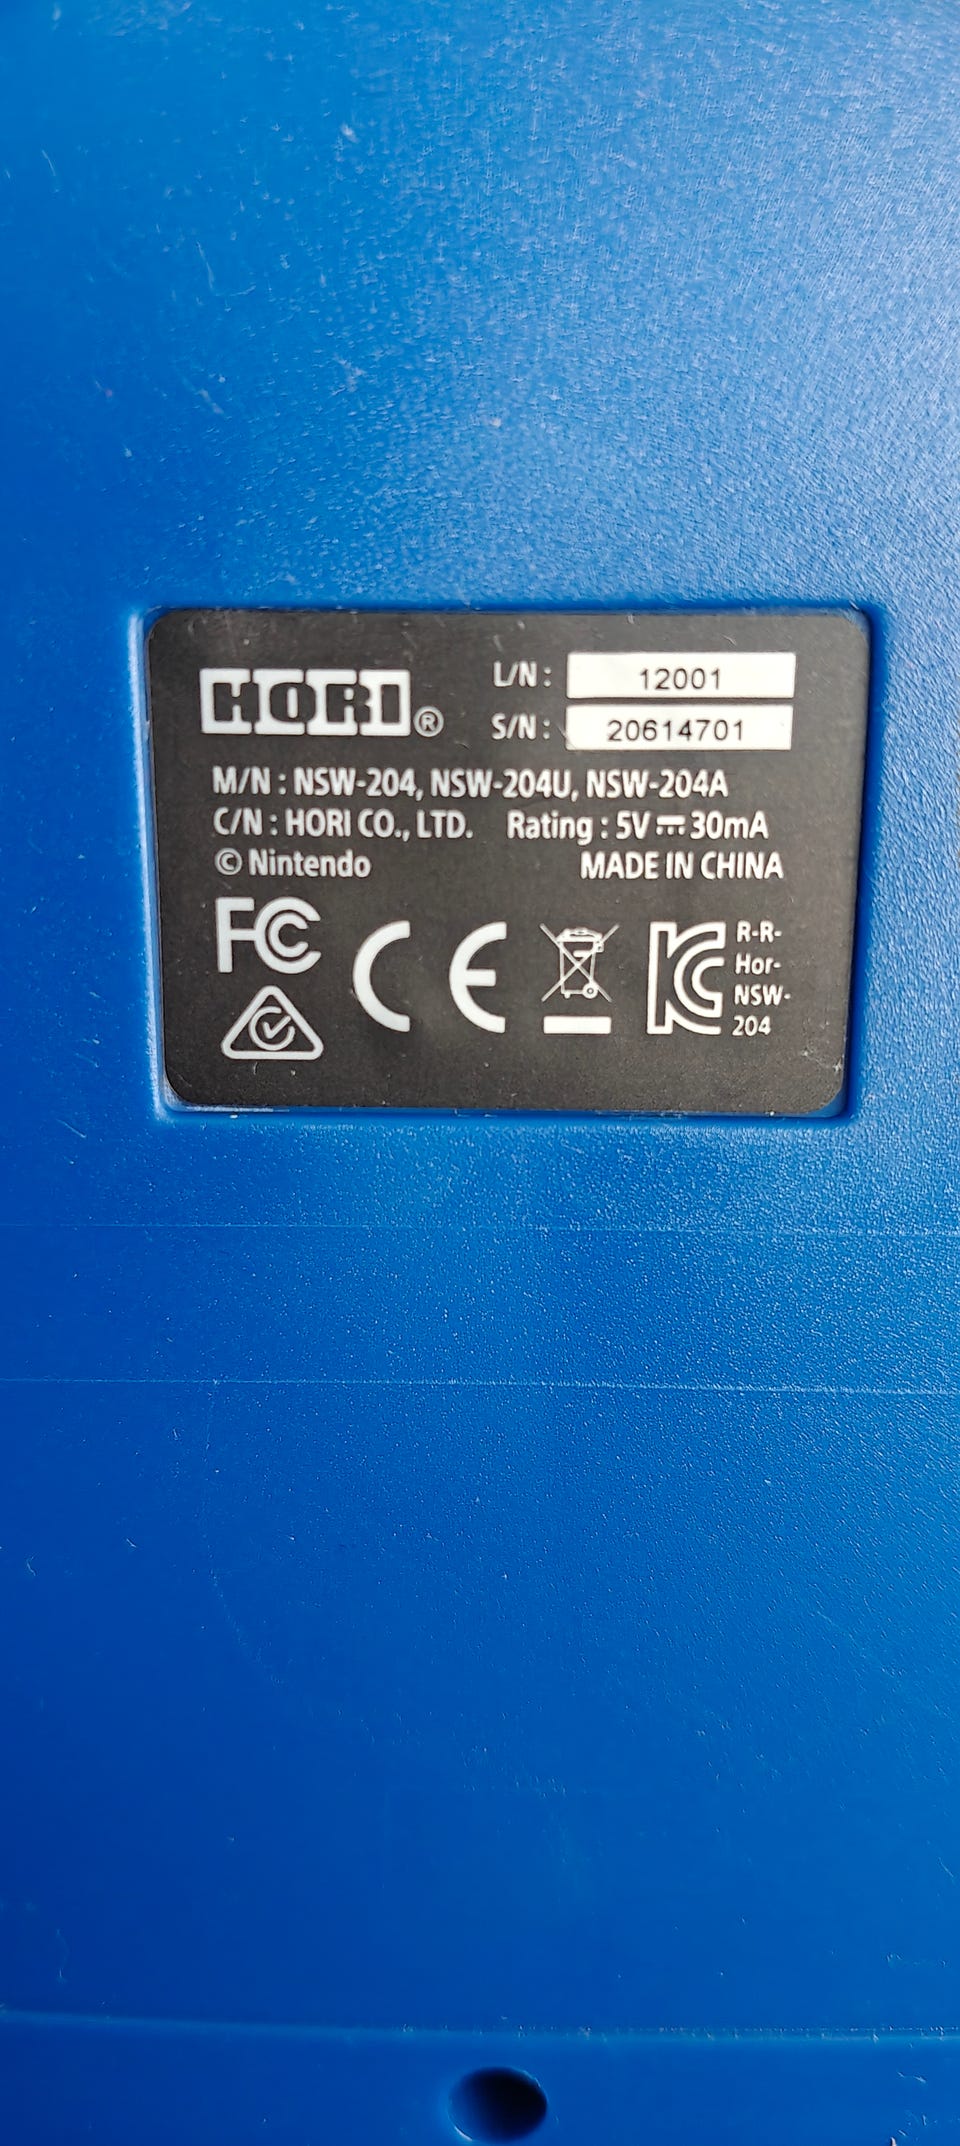 HORI®
L/N : 12001
S/N : 20614701
M/N : NSW-204, NSW-204U, NSW-204A
C/N : HORI CO., LTD. Rating : 5V⎓30mA
© Nintendo MADE IN CHINA
FC
CE
KC
R-R-
Hor-
NSW-
204